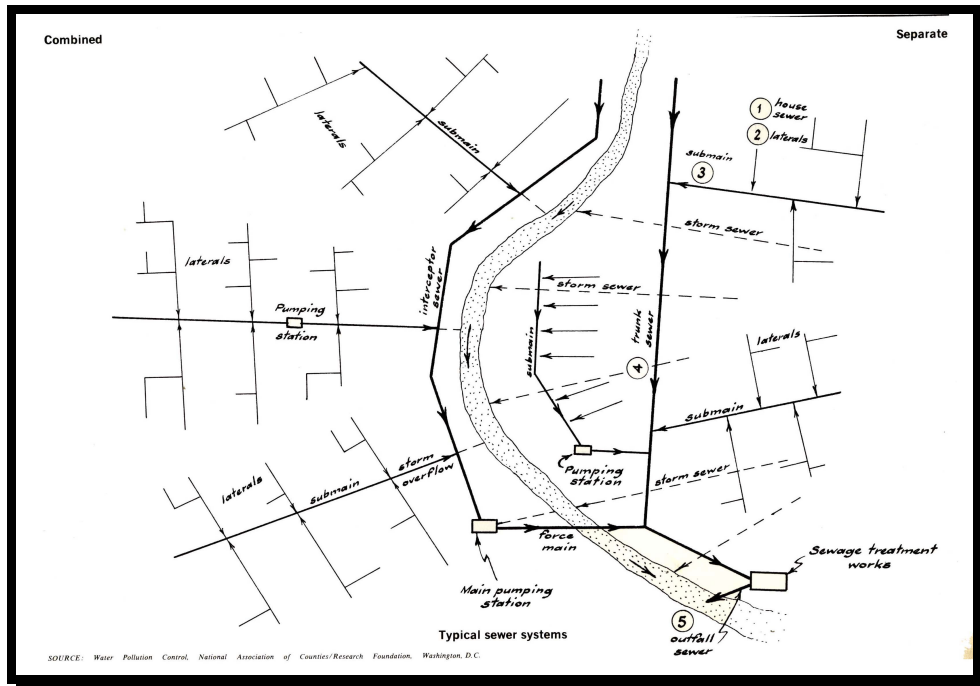 Combined
Separate
1 house
sewer
2 laterals
submain
3
laterals
submain
storm sewer
laterals
interceptor
sewer
storm sewer
Pumping
station
submain
trunk
sewer
4
laterals
submain
laterals
submain
storm
overflow
Pumping
station
storm sewer
force
main
Sewage treatment
works
Main pumping
station
5
outfall
sewer
Typical sewer systems
SOURCE: Water Pollution Control, National Association of Counties/Research Foundation, Washington, D.C.